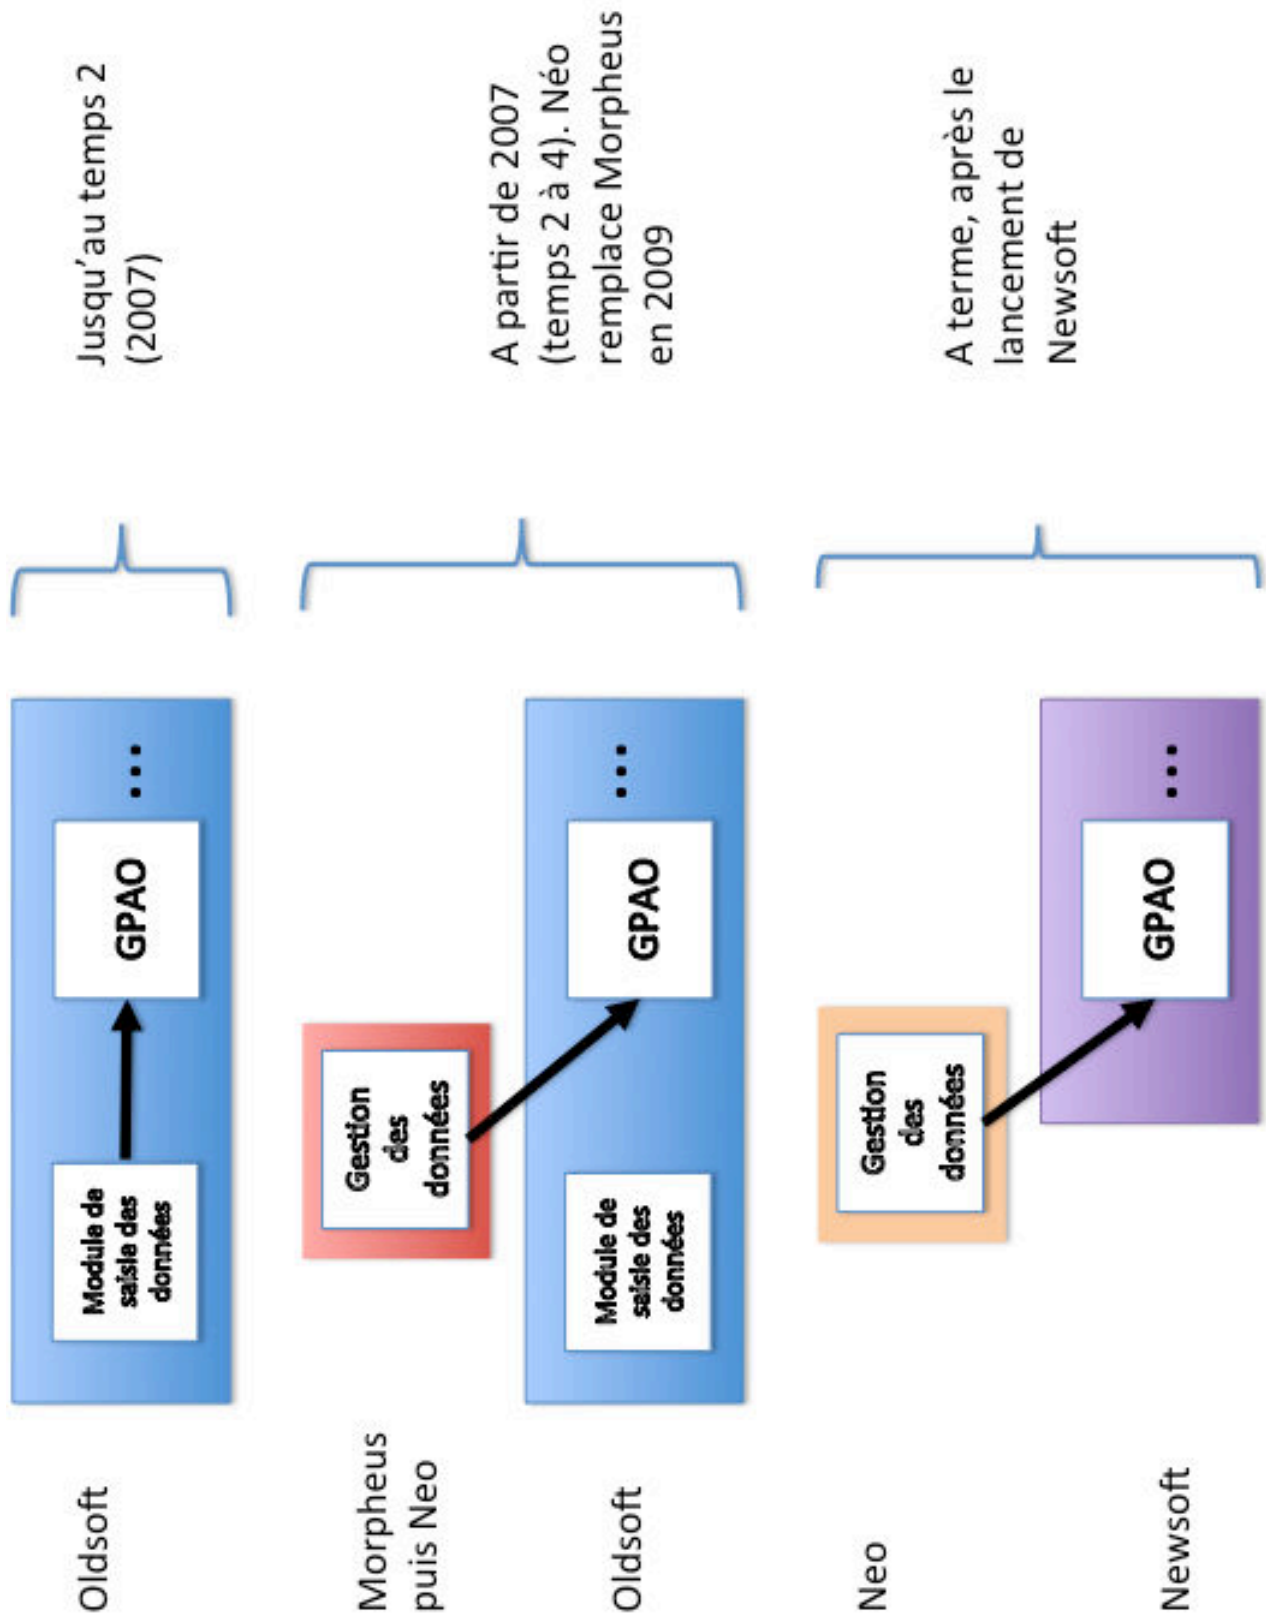 Oldsoft
Module de
saisie des
données
GPAO
...
Jusqu'au temps 2
(2007)
Morpheus
puis Neo
Gestion
des
données
Oldsoft
Module de
saisie des
données
GPAO
...
A partir de 2007
(temps 2 à 4). Néo
remplace Morpheus
en 2009
Neo
Gestion
des
données
Newsoft
GPAO
...
A terme, après le
lancement de
Newsoft